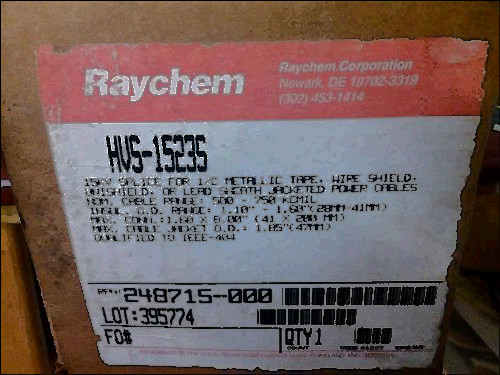 Raychem
Raychem Corporation
Newark, DE 19702-3319
(302) 453-1414
HVS-1523S
15KV SPLICE FOR 1/C METALLIC TAPE, WIRE SHIELD,
UNISHIELD, OR LEAD SHEATH JACKETED POWER CABLES
NOM. CABLE RANGE: 500 - 750 KCMIL
INSUL. O.D. RANGE: 1.10" - 1.60"(28MM-41MM)
MAX. CONN.:1.60 X 8.00" (41 X 200 MM)
MAX. CABLE JACKET O.D.: 1.85"(47MM)
QUALIFIED TO IEEE-404
248715-000
LOT: 395774
FO#
QTY 1